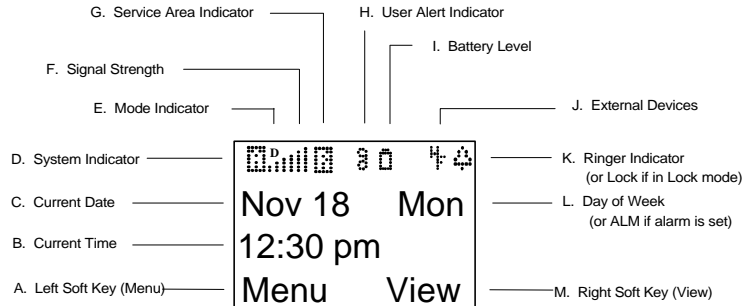 G. Service Area Indicator
H. User Alert Indicator
I. Battery Level
F. Signal Strength
E. Mode Indicator
J. External Devices
D. System Indicator
D
K. Ringer Indicator
(or Lock if in Lock mode)
C. Current Date
Nov 18 Mon
L. Day of Week
(or ALM if alarm is set)
B. Current Time
12:30 pm
A. Left Soft Key (Menu)
Menu View
M. Right Soft Key (View)